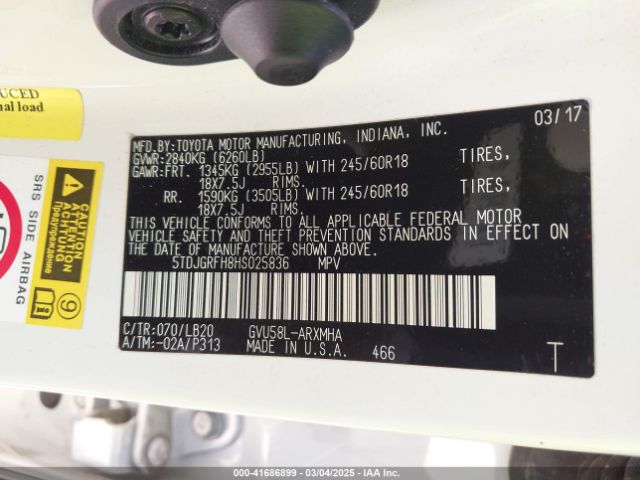 UCED
nal load
SRS SIDE AIRBAG
CAUTION
ATTENTION
ACHTUNG
Предупреждение
9
03/17
MFD.BY:TOYOTA MOTOR MANUFACTURING, INDIANA, INC.
GVWR:2840KG (6260LB)
GAWR:FRT. 1345KG (2955LB) WITH 245/60R18 TIRES,
18X7.5J RIMS.
RR. 1590KG (3505LB) WITH 245/60R18 TIRES,
18X7.5J RIMS.
THIS VEHICLE CONFORMS TO ALL APPLICABLE FEDERAL MOTOR
VEHICLE SAFETY AND THEFT PREVENTION STANDARDS IN EFFECT ON
THE DATE OF MANUFACTURE SHOWN ABOVE.
5TDJGRFH8HS025836 MPV
C/TR:070/LB20 GVU58L-ARXMHA
A/TM:-02A/P313 MADE IN U.S.A. 466
T
000-41686899 — 03/04/2025 — IAA, Inc.